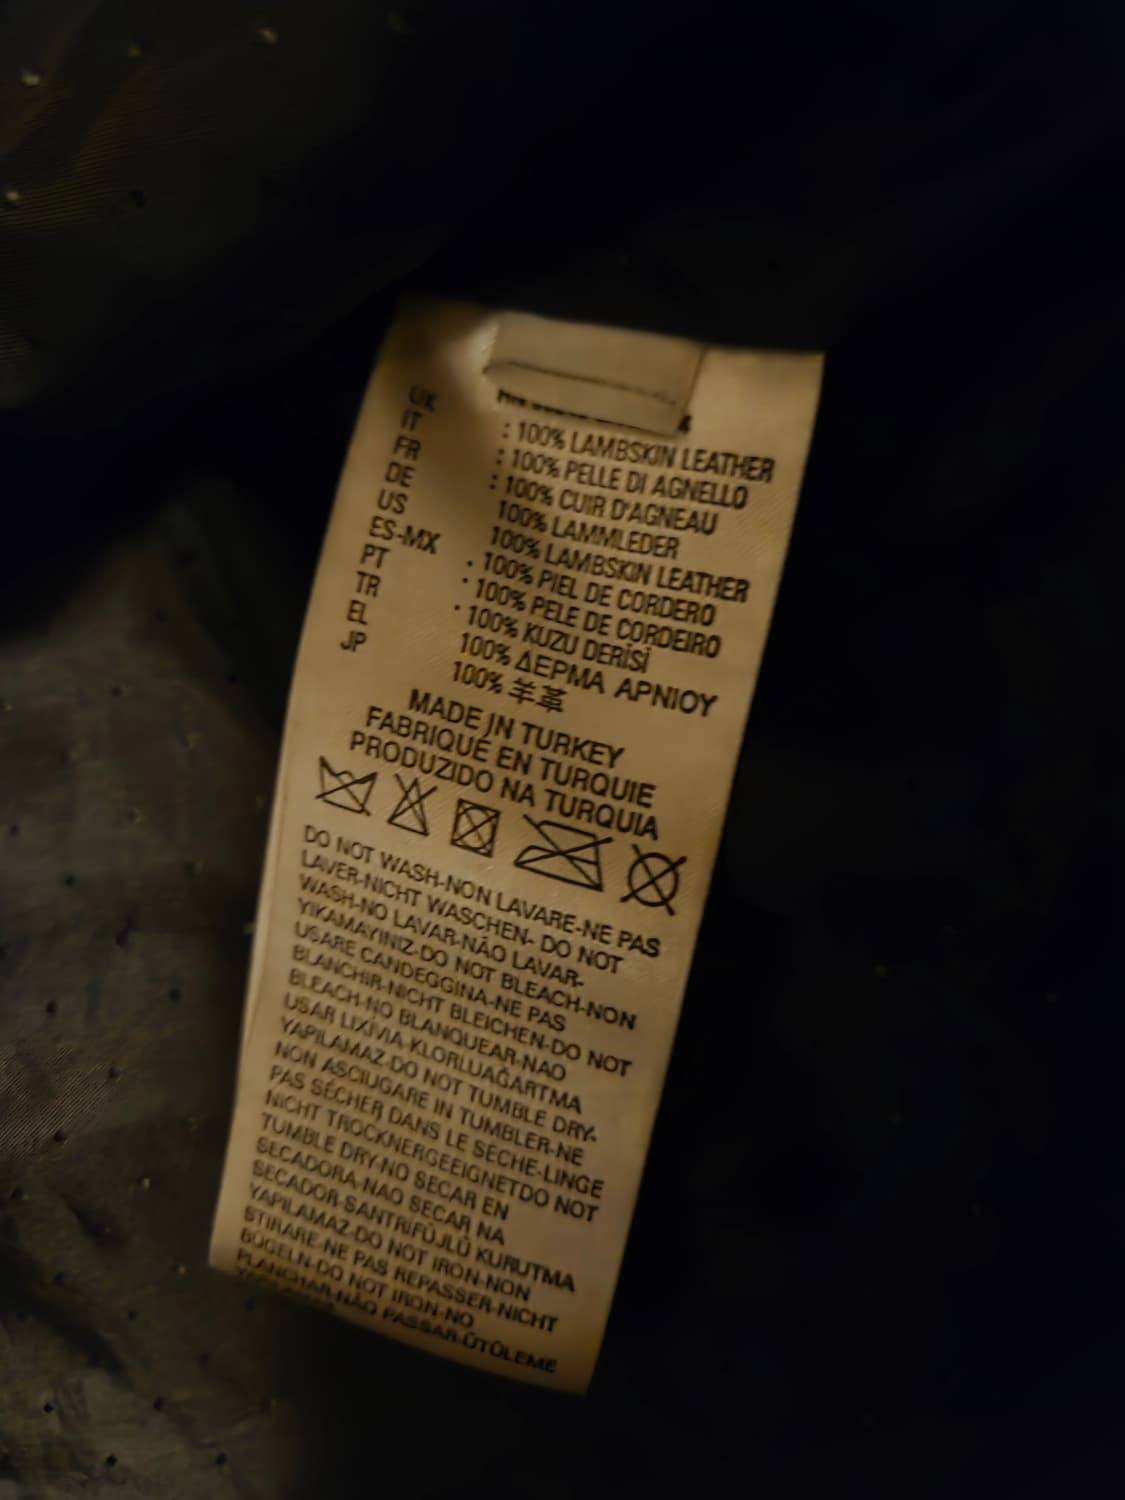 UK : 100% LAMBSKIN LEATHER
IT : 100% PELLE DI AGNELLO
FR : 100% CUIR D'AGNEAU
DE 100% LAMMLEDER
US 100% LAMBSKIN LEATHER
ES-MX : 100% PIEL DE CORDERO
PT : 100% PELE DE CORDEIRO
TR : 100% KUZU DERİSİ
EL 100% ΔΕΡΜΑ ΑΡΝΙΟΥ
JP 100% 羊革
MADE IN TURKEY
FABRIQUÉ EN TURQUIE
PRODUZIDO NA TURQUIA
DO NOT WASH-NON LAVARE-NE PAS
LAVER-NICHT WASCHEN- DO NOT
WASH-NO LAVAR-NÃO LAVAR-
YIKAMAYINIZ-DO NOT BLEACH-NON
USARE CANDEGGINA-NE PAS
BLANCHIR-NICHT BLEICHEN-DO NOT
BLEACH-NO BLANQUEAR-NAO
USAR LIXÍVIA-KLORLUAĞARTMA
YAPILAMAZ-DO NOT TUMBLE DRY-
NON ASCIUGARE IN TUMBLER-NE
PAS SÉCHER DANS LE SÈCHE-LINGE
NICHT TROCKNERGEEIGNETDO NOT
TUMBLE DRY-NO SECAR EN
SECADORA-NAO SECAR NA
SECADOR-SANTRİFÜJLÜ KURUTMA
YAPILAMAZ-DO NOT IRON-NON
STIRARE-NE PAS REPASSER-NICHT
BÜGELN-DO NOT IRON-NO
PLANCHAR-NÃO PASSAR-ÜTÜLEME